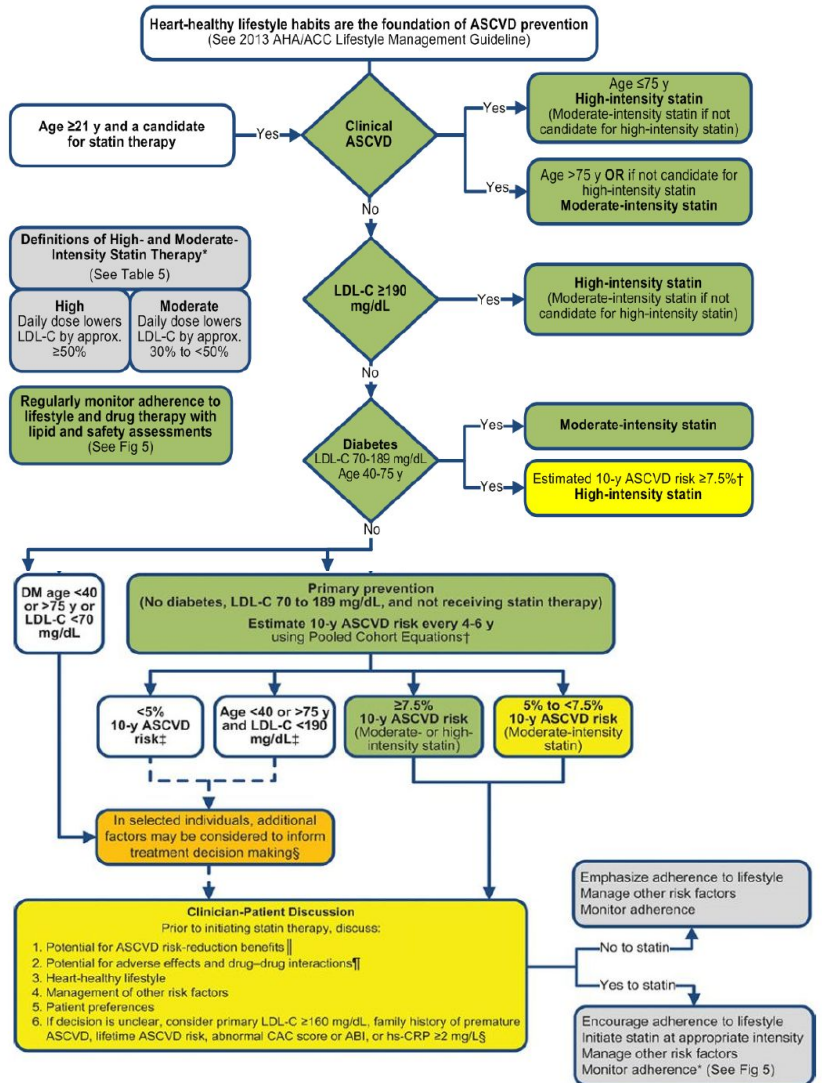 Heart-healthy lifestyle habits are the foundation of ASCVD prevention
(See 2013 AHA/ACC Lifestyle Management Guideline)
Age ≥21 y and a candidate
for statin therapy
Yes
Clinical
ASCVD
Yes
Age ≤75 y
High-intensity statin
(Moderate-intensity statin if not
candidate for high-intensity statin)
Yes
Age >75 y OR if not candidate for
high-intensity statin
Moderate-intensity statin
No
Definitions of High- and Moderate-
Intensity Statin Therapy*
(See Table 5)
High
Daily dose lowers
LDL-C by approx.
≥50%
Moderate
Daily dose lowers
LDL-C by approx.
30% to <50%
LDL-C ≥190
mg/dL
Yes
High-intensity statin
(Moderate-intensity statin if not
candidate for high-intensity statin)
No
Regularly monitor adherence to
lifestyle and drug therapy with
lipid and safety assessments
(See Fig 5)
Diabetes
LDL-C 70-189 mg/dL
Age 40-75 y
Yes
Moderate-intensity statin
Yes
Estimated 10-y ASCVD risk ≥7.5%†
High-intensity statin
No
DM age <40
or >75 y or
LDL-C <70
mg/dL
Primary prevention
(No diabetes, LDL-C 70 to 189 mg/dL, and not receiving statin therapy)
Estimate 10-y ASCVD risk every 4-6 y
using Pooled Cohort Equations†
<5%
10-y ASCVD
risk‡
Age <40 or >75 y
and LDL-C <190
mg/dL‡
≥7.5%
10-y ASCVD risk
(Moderate- or high-
intensity statin)
5% to <7.5%
10-y ASCVD risk
(Moderate-intensity
statin)
In selected individuals, additional
factors may be considered to inform
treatment decision making§
Clinician-Patient Discussion
Prior to initiating statin therapy, discuss:
1. Potential for ASCVD risk-reduction benefits‖
2. Potential for adverse effects and drug–drug interactions¶
3. Heart-healthy lifestyle
4. Management of other risk factors
5. Patient preferences
6. If decision is unclear, consider primary LDL-C ≥160 mg/dL, family history of premature
ASCVD, lifetime ASCVD risk, abnormal CAC score or ABI, or hs-CRP ≥2 mg/L§
No to statin
Emphasize adherence to lifestyle
Manage other risk factors
Monitor adherence
Yes to statin
Encourage adherence to lifestyle
Initiate statin at appropriate intensity
Manage other risk factors
Monitor adherence* (See Fig 5)